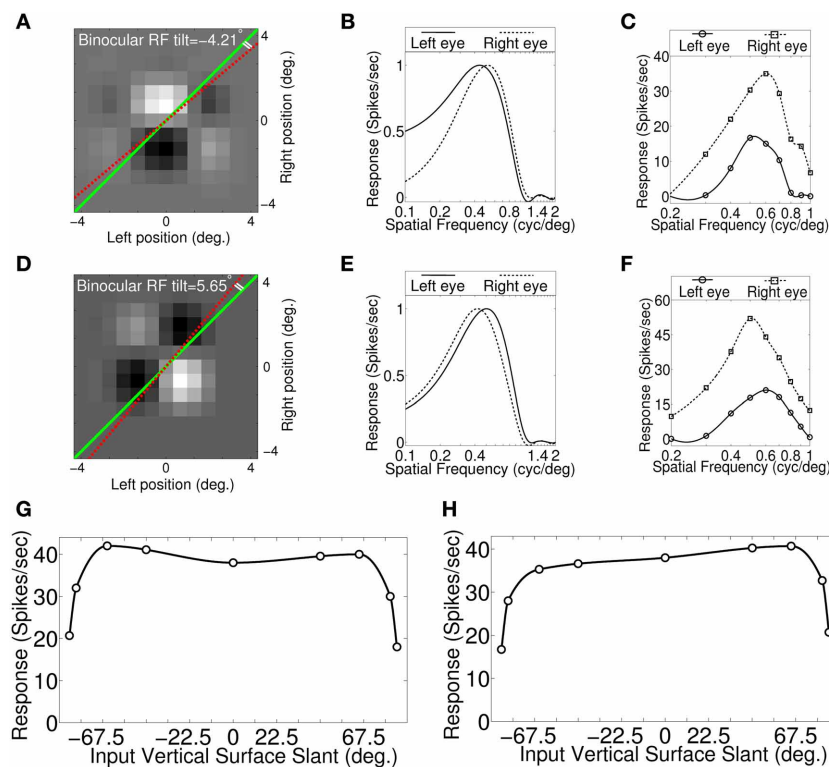 A
Binocular RF tilt=−4.21°
4
0
−4
Right position (deg.)
−4 0 4
Left position (deg.)
B
Left eye Right eye
1
0.5
0
Response (Spikes/sec)
0.1 0.2 0.4 0.8 1.4 2
Spatial Frequency (cyc/deg)
C
Left eye Right eye
40
30
20
10
0
Response (Spikes/sec)
0.2 0.4 0.6 0.8 1
Spatial Frequency (cyc/deg)
D
Binocular RF tilt=5.65°
4
0
−4
Right position (deg.)
−4 0 4
Left position (deg.)
E
Left eye Right eye
1
0.5
0
Response (Spikes/sec)
0.1 0.2 0.4 1.4 2
Spatial Frequency (cyc/deg)
F
Left eye Right eye
60
45
30
15
0
Response (Spikes/sec)
0.2 0.4 0.6 0.8 1
Spatial Frequency (cyc/deg)
G
40
30
20
10
0
Response (Spikes/sec)
−67.5 −22.5 0 22.5 67.5
Input Vertical Surface Slant (deg.)
H
40
30
20
10
0
Response (Spikes/sec)
−67.5 −22.5 0 22.5 67.5
Input Vertical Surface Slant (deg.)